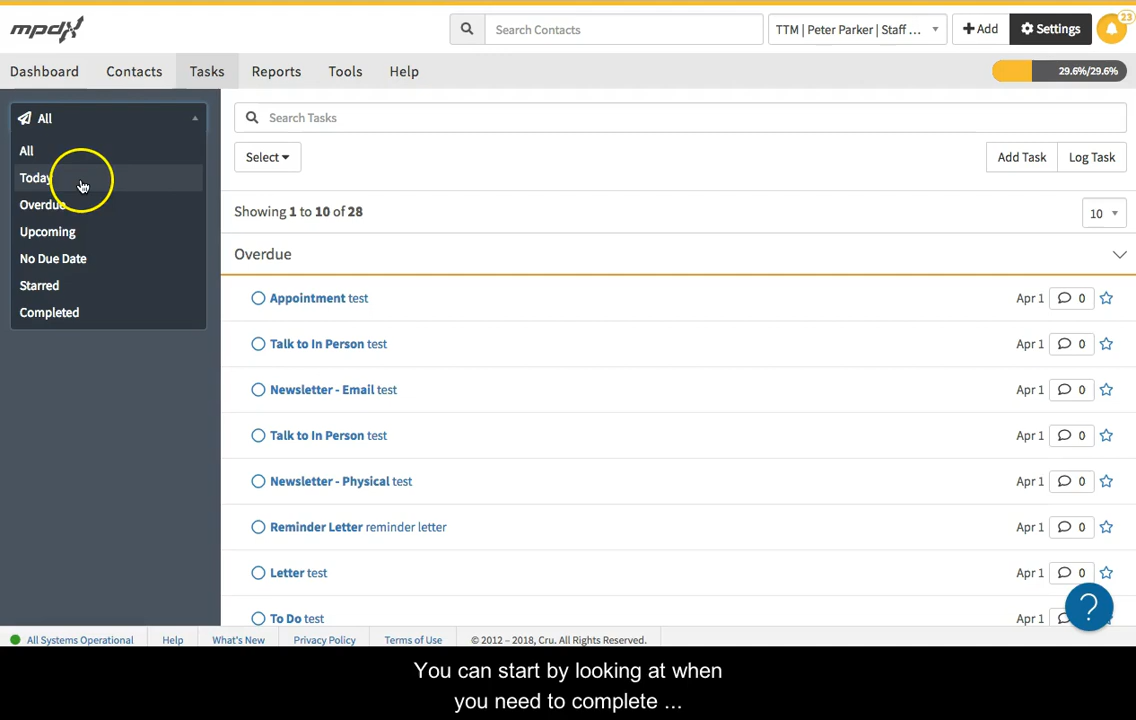 mpdx
Search Contacts
TTM | Peter Parker | Staff ...
Add
Settings
23
Dashboard
Contacts
Tasks
Reports
Tools
Help
29.6%/29.6%
All
All
Today
Overdue
Upcoming
No Due Date
Starred
Completed
Search Tasks
Select
Add Task
Log Task
Showing 1 to 10 of 28
10
Overdue
Appointment test Apr 1 0
Talk to In Person test Apr 1 0
Newsletter - Email test Apr 1 0
Talk to In Person test Apr 1 0
Newsletter - Physical test Apr 1 0
Reminder Letter reminder letter Apr 1 0
Letter test Apr 1 0
To Do test Apr 1
?
All Systems Operational
Help
What's New
Privacy Policy
Terms of Use
© 2012 – 2018, Cru. All Rights Reserved.
You can start by looking at when
you need to complete ...